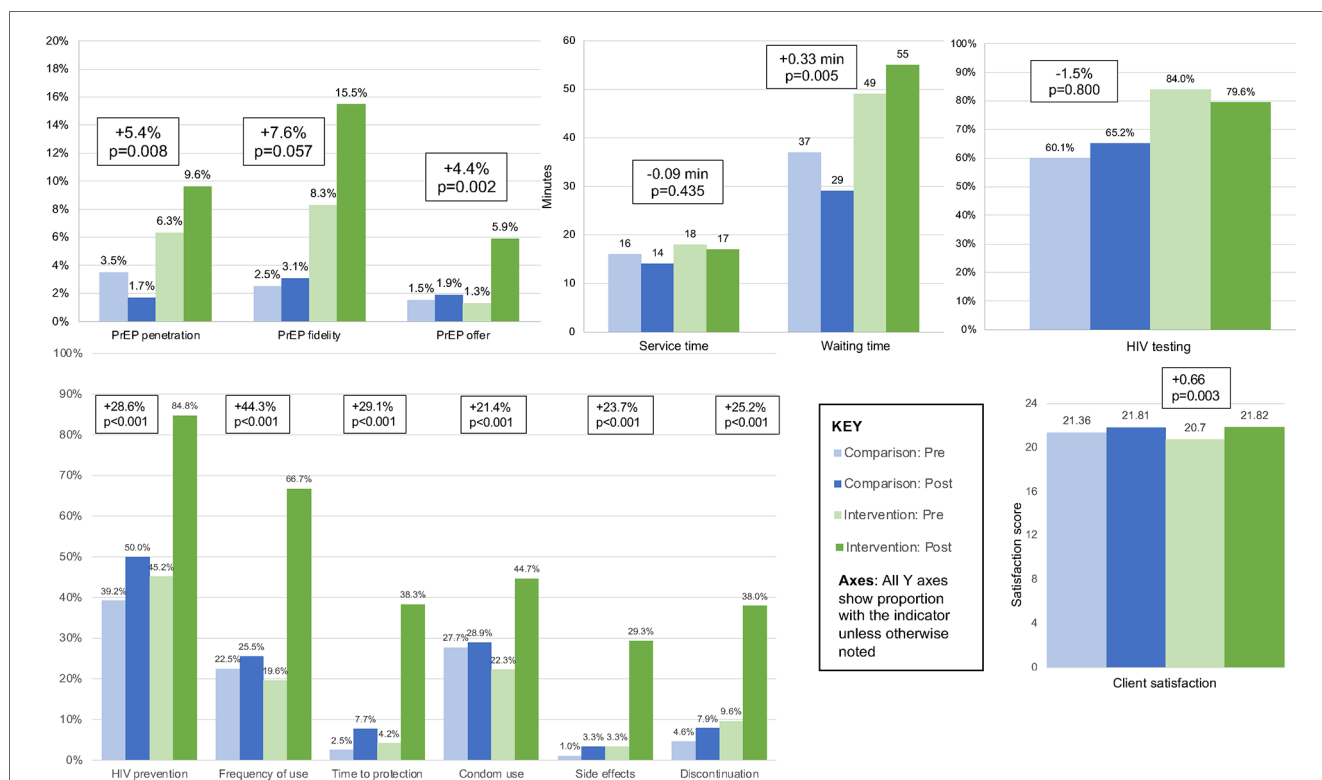 20%
18%
16%
14%
12%
10%
8%
6%
4%
2%
0%
+5.4%
p=0.008
+7.6%
p=0.057
+4.4%
p=0.002
3.5%
1.7%
6.3%
9.6%
2.5%
3.1%
8.3%
15.5%
1.5%
1.9%
1.3%
5.9%
PrEP penetration
PrEP fidelity
PrEP offer
Minutes
60
50
40
30
20
10
0
-0.09 min
p=0.435
+0.33 min
p=0.005
16
14
18
17
37
29
49
55
Service time
Waiting time
100%
90%
80%
70%
60%
50%
40%
30%
20%
10%
0%
-1.5%
p=0.800
60.1%
65.2%
84.0%
79.6%
HIV testing
100%
90%
80%
70%
60%
50%
40%
30%
20%
10%
0%
+28.6%
p<0.001
+44.3%
p<0.001
+29.1%
p<0.001
+21.4%
p<0.001
+23.7%
p<0.001
+25.2%
p<0.001
39.2%
50.0%
45.2%
84.8%
22.5%
25.5%
19.6%
66.7%
2.5%
7.7%
4.2%
38.3%
27.7%
28.9%
22.3%
44.7%
1.0%
3.3%
3.3%
29.3%
4.6%
7.9%
9.6%
38.0%
HIV prevention
Frequency of use
Time to protection
Condom use
Side effects
Discontinuation
KEY
Comparison: Pre
Comparison: Post
Intervention: Pre
Intervention: Post
Axes: All Y axes
show proportion
with the indicator
unless otherwise
noted
Satisfaction score
24
20
16
12
8
4
0
+0.66
p=0.003
21.36
21.81
20.7
21.82
Client satisfaction